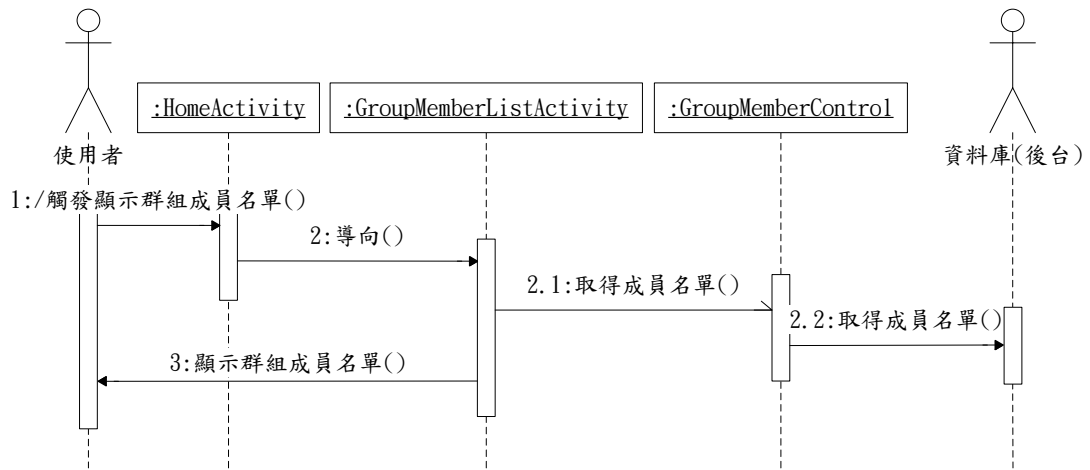 :HomeActivity
:GroupMemberListActivity
:GroupMemberControl
使用者
資料庫(後台)
1:/觸發顯示群組成員名單()
2:導向()
2.1:取得成員名單()
2.2:取得成員名單()
3:顯示群組成員名單()